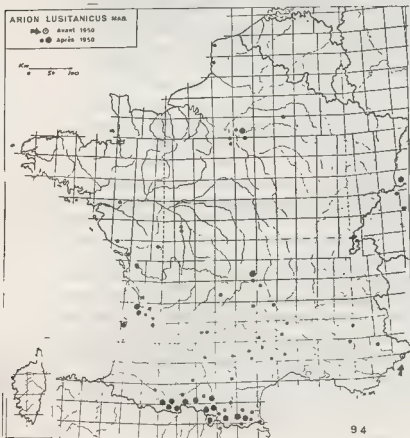 ARION LUSITANICUS MAB.
Avant 1950
Après 1950
Km
0 50 100
94